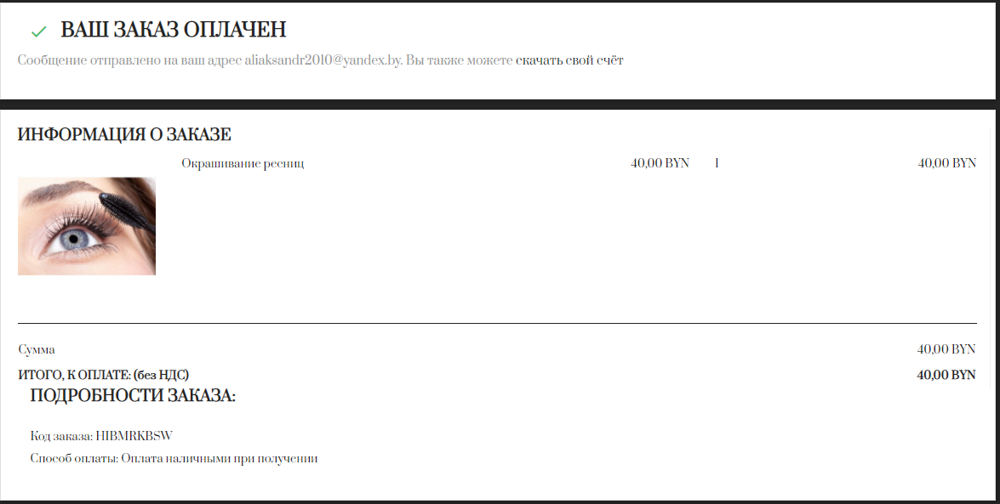 ВАШ ЗАКАЗ ОПЛАЧЕН
Сообщение отправлено на ваш адрес aliaksandr2010@yandex.by. Вы также можете скачать свой счёт
ИНФОРМАЦИЯ О ЗАКАЗЕ
Окрашивание ресниц 40,00 BYN 1 40,00 BYN
Сумма 40,00 BYN
ИТОГО, К ОПЛАТЕ: (без НДС) 40,00 BYN
ПОДРОБНОСТИ ЗАКАЗА:
Код заказа: HIBMRKBSW
Способ оплаты: Оплата наличными при получении